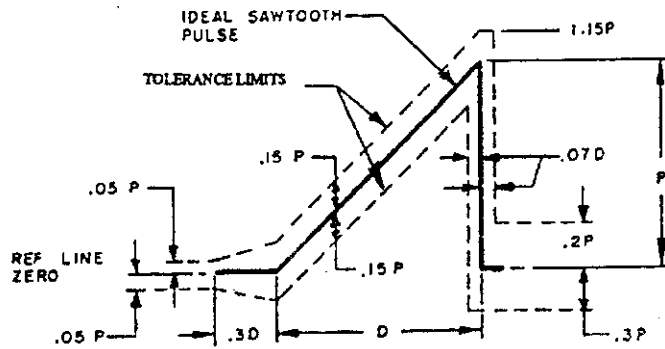 IDEAL SAWTOOTH
PULSE
1.15P
TOLERANCE LIMITS
.15 P
.07D
P
.05 P
.2P
REF LINE
ZERO
.15 P
.05 P
.3D
D
.3P